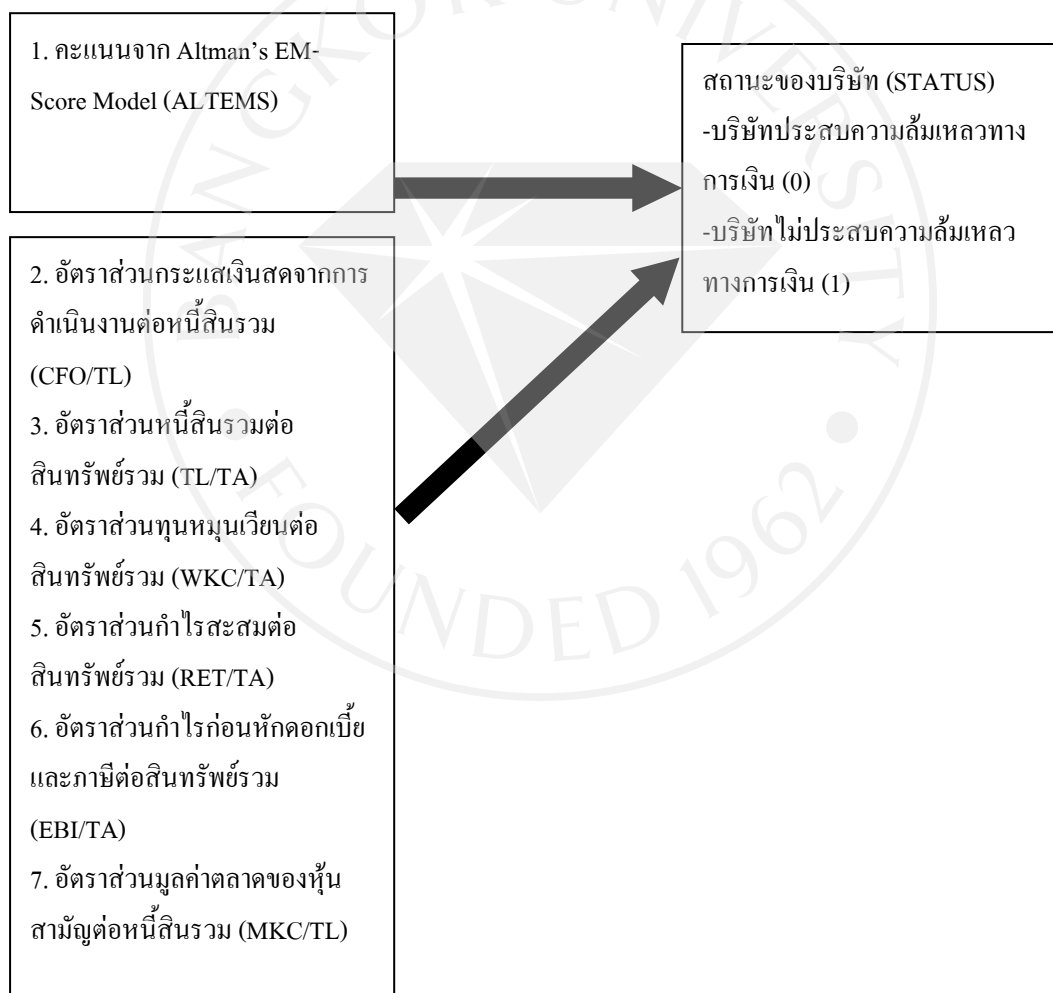 1. คะแนนจาก Altman’s EM-
Score Model (ALTEMS)
สถานะของบริษัท (STATUS)
-บริษัทประสบความล้มเหลวทาง
การเงิน (0)
-บริษัทไม่ประสบความล้มเหลว
ทางการเงิน (1)
2. อัตราส่วนกระแสเงินสดจากการ
ดำเนินงานต่อหนี้สินรวม
(CFO/TL)
3. อัตราส่วนหนี้สินรวมต่อ
สินทรัพย์รวม (TL/TA)
4. อัตราส่วนทุนหมุนเวียนต่อ
สินทรัพย์รวม (WKC/TA)
5. อัตราส่วนกำไรสะสมต่อ
สินทรัพย์รวม (RET/TA)
6. อัตราส่วนกำไรก่อนหักดอกเบี้ย
และภาษีต่อสินทรัพย์รวม
(EBI/TA)
7. อัตราส่วนมูลค่าตลาดของหุ้น
สามัญต่อหนี้สินรวม (MKC/TL)
BANGKOK UNIVERSITY
FOUNDED 1962